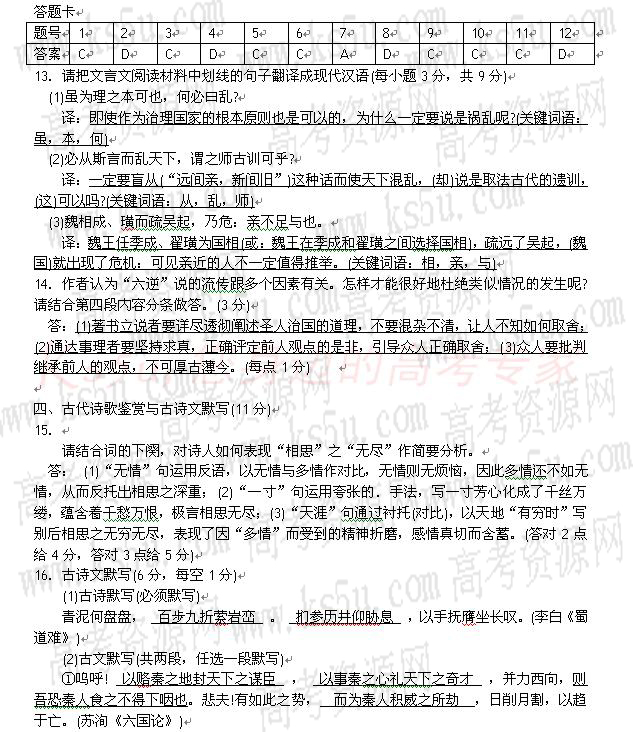 答题卡
题号 1 2 3 4 5 6 7 8 9 10 11 12
答案 C D C D C C A D C C C D
13. 请把文言文阅读材料中划线的句子翻译成现代汉语(每小题 3 分，共 9 分)
(1)虽为理之本可也，何必曰乱?
译：即使作为治理国家的根本原则也是可以的，为什么一定要说是祸乱呢?(关键词语：
虽，本，何)
(2)必从斯言而乱天下，谓之师古训可乎?
译：一定要盲从(“远间亲，新间旧”)这种话而使天下混乱，(却)说是取法古代的遗训，
(这)可以吗?(关键词语：从，乱，师)
(3)魏相成、璜而疏吴起，乃危：亲不足与也。
译：魏王任季成、翟璜为国相(或：魏王在季成和翟璜之间选择国相)，疏远了吴起，(魏
国)就出现了危机：可见亲近的人不一定值得推举。(关键词语：相，亲，与)
14. 作者认为“六逆”说的流传跟多个因素有关。怎样才能很好地杜绝类似情况的发生呢?
请结合第四段内容分条做答。(3 分)
答：(1)著书立说者要详尽透彻阐述圣人治国的道理，不要混杂不清，让人不知如何取舍；
(2)通达事理者要坚持求真，正确评定前人观点的是非，引导众人正确取舍；(3)众人要批判
继承前人的观点，不可厚古薄今。(每点 1 分)
四、古代诗歌鉴赏与古诗文默写(11 分)
15.
请结合词的下阕，对诗人如何表现“相思”之“无尽”作简要分析。
答： (1)“无情”句运用反语，以无情与多情作对比，无情则无烦恼，因此多情还不如无
情，从而反托出相思之深重；(2)“一寸”句运用夸张的．手法，写一寸芳心化成了千丝万
缕，蕴含着千愁万恨，极言相思无尽；(3)“天涯”句通过衬托(对比)，以天地“有穷时”写
别后相思之无穷无尽，表现了因“多情”而受到的精神折磨，感情真切而含蓄。(答对 2 点
给 4 分，答对 3 点给 5 分)
16. 古诗文默写(6 分，每空 1 分)
(1)古诗默写(必须默写)
青泥何盘盘， 百步九折萦岩峦 。 扪参历井仰胁息 ，以手抚膺坐长叹。(李白《蜀
道难》)
(2)古文默写(共两段，任选一段默写)
①呜呼! 以赂秦之地封天下之谋臣 ， 以事秦之心礼天下之奇才 ，并力西向，则
吾恐秦人食之不得下咽也。悲夫!有如此之势， 而为秦人积威之所劫 ，日削月割，以趋
于亡。(苏洵《六国论》)
www.ks5u.com 高考资源网